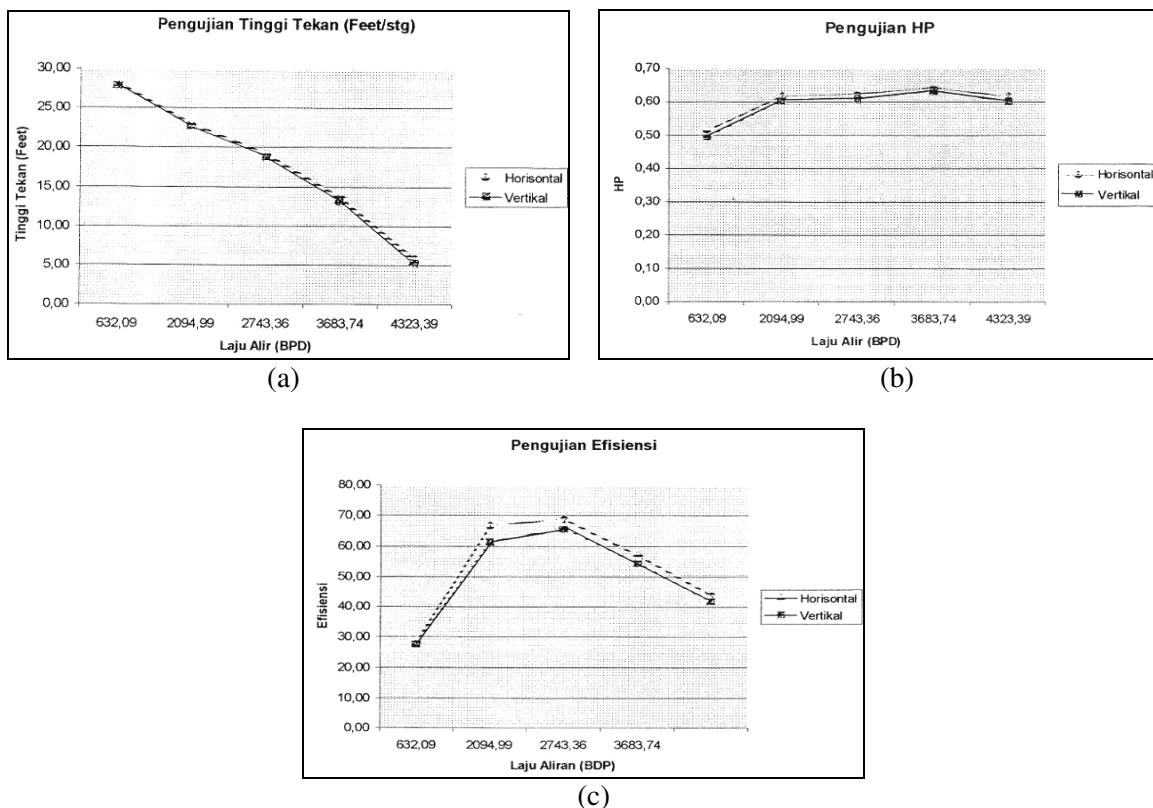 Pengujian Tinggi Tekan (Feet/stg)
Tinggi Tekan (Feet)
30,00
25,00
20,00
15,00
10,00
5,00
0,00
632,09 2094,99 2743,36 3683,74 4323,39
Laju Alir (BPD)
Horisontal
Vertikal
(a)
Pengujian HP
HP
0,70
0,60
0,50
0,40
0,30
0,20
0,10
0,00
632,09 2094,99 2743,36 3683,74 4323,39
Laju Alir (BPD)
Horisontal
Vertikal
(b)
Pengujian Efisiensi
Efisiensi
80,00
70,00
60,00
50,00
40,00
30,00
20,00
10,00
0,00
632,09 2094,99 2743,36 3683,74
Laju Aliran (BDP)
Horisontal
Vertikal
(c)